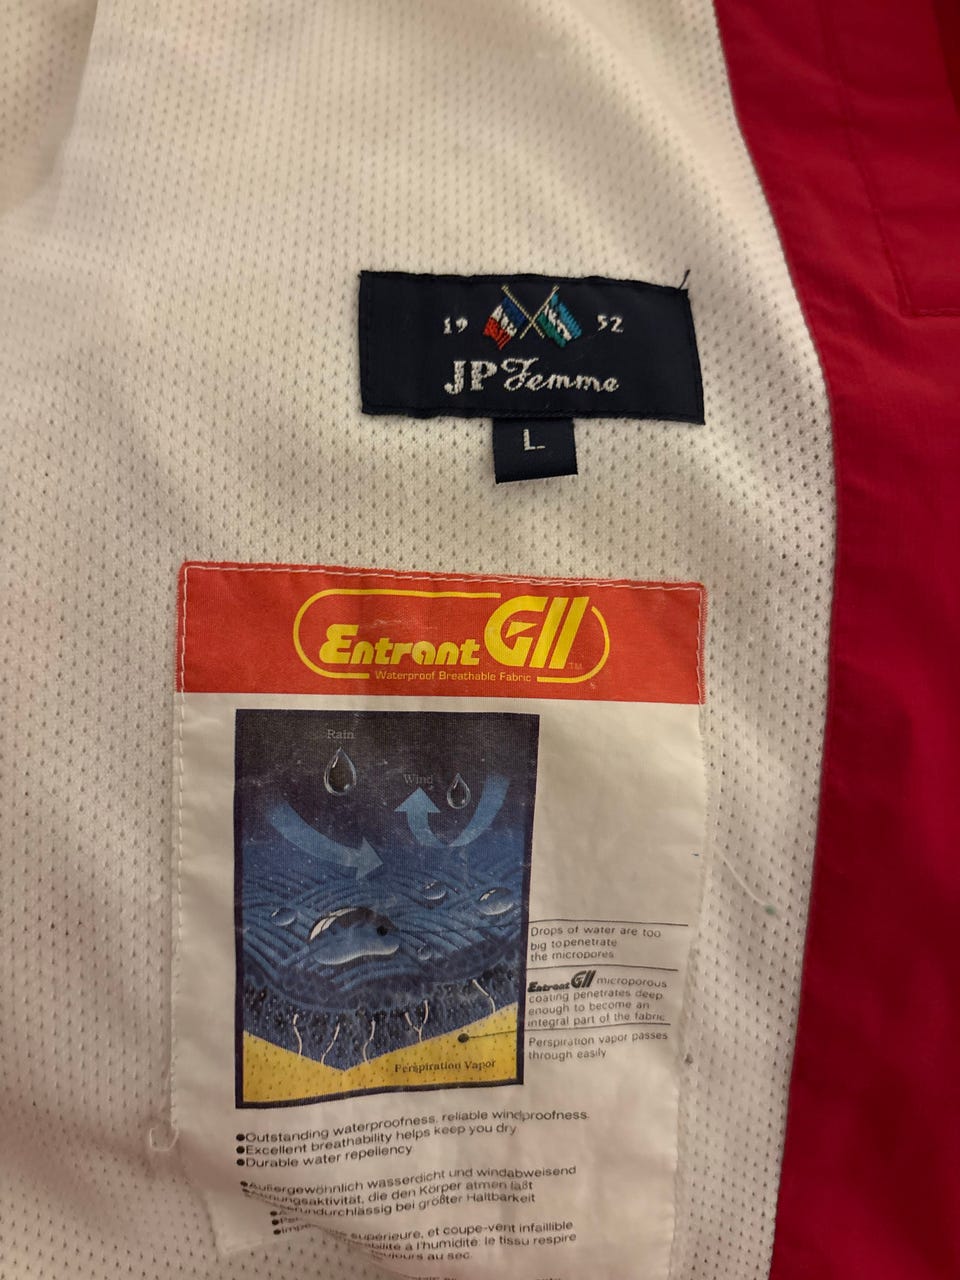 19 52
JP Femme
L
Entrant GII TM
Waterproof Breathable Fabric
Rain
Wind
Drops of water are too
big to penetrate
the micropores
Entrant GII microporous
coating penetrates deep
enough to become an
integral part of the fabric
Perspiration vapor passes
through easily
Perspiration Vapor
●Outstanding waterproofness, reliable windproofness.
●Excellent breathability helps keep you dry
●Durable water repellency
●Außergewöhnlich wasserdicht und windabweisend
die den Körper atmen läßt
bei größter Haltbarkeit
supérieure, et coupe-vent infaillible
à l'humidité: le tissu respire
au sec.